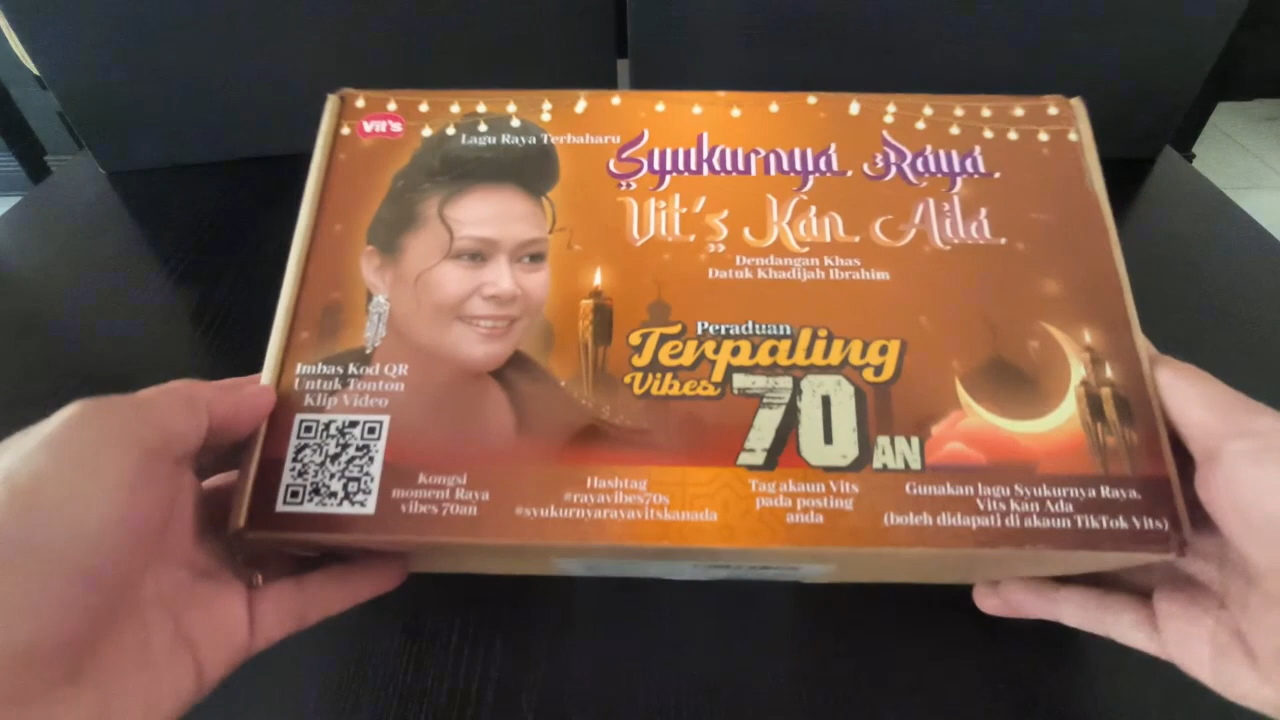 Vit's
Lagu Raya Terbaharu
Syukurnya Raya
Vit's Kan Ada
Dendangan Khas
Datuk Khadijah Ibrahim
Peraduan
Terpaling
Vibes 70AN
Imbas Kod QR
Untuk Tonton
Klip Video
Kongsi
moment Raya
vibes 70an
Hashtag
#rayavibes70s
#syukurnyarayavitskanada
Tag akaun Vits
pada posting
anda
Gunakan lagu Syukurnya Raya,
Vits Kan Ada
(boleh didapati di akaun TikTok Vits)